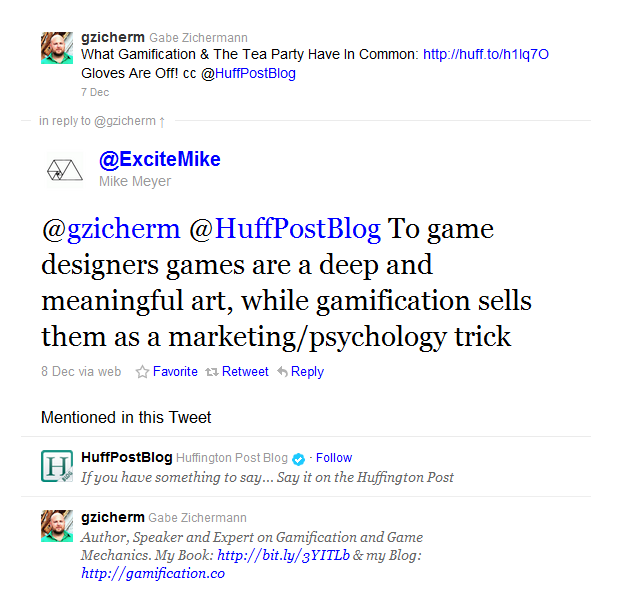 gzicherm Gabe Zichermann
What Gamification & The Tea Party Have In Common: http://huff.to/h1lq7O
Gloves Are Off! cc @HuffPostBlog
7 Dec
in reply to @gzicherm ↑
@ExciteMike
Mike Meyer
@gzicherm @HuffPostBlog To game
designers games are a deep and
meaningful art, while gamification sells
them as a marketing/psychology trick
8 Dec via web Favorite Retweet Reply
Mentioned in this Tweet
HuffPostBlog Huffington Post Blog · Follow
If you have something to say... Say it on the Huffington Post
H
gzicherm Gabe Zichermann
Author, Speaker and Expert on Gamification and Game
Mechanics. My Book: http://bit.ly/3YITLb & my Blog:
http://gamification.co